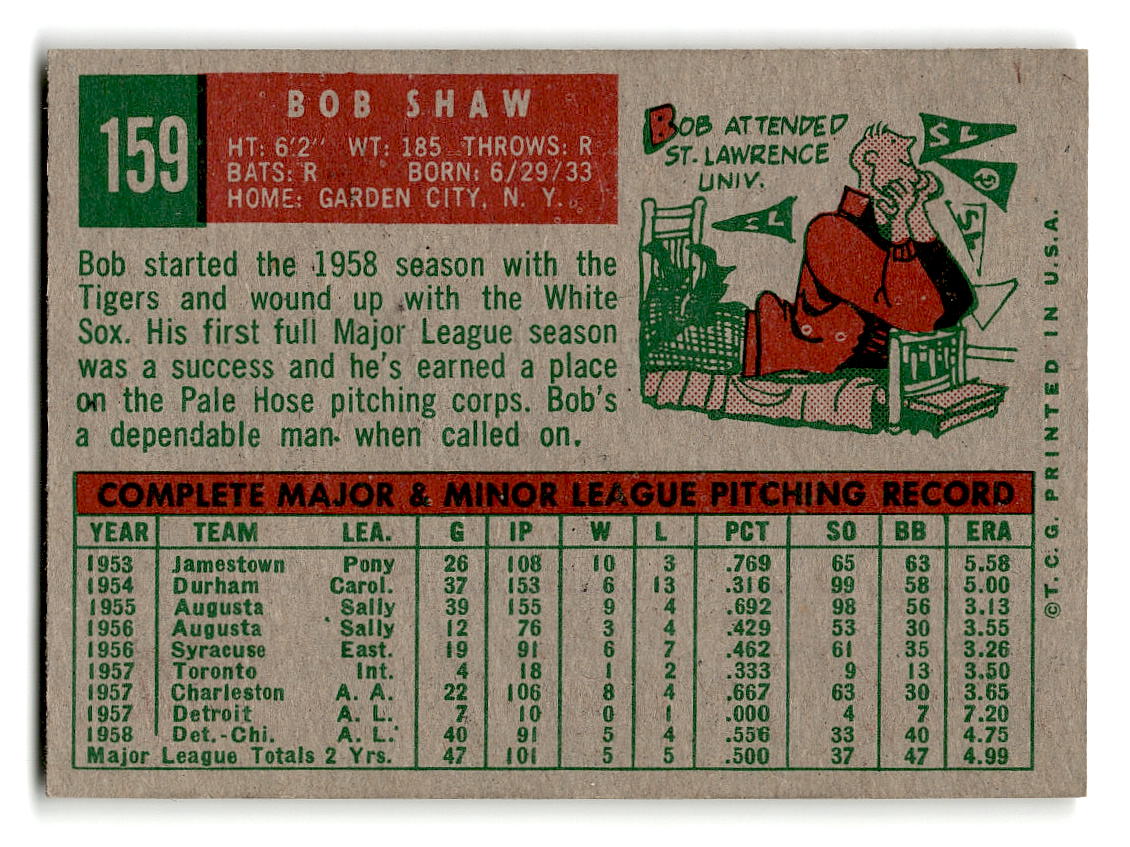 159
BOB SHAW
HT: 6'2" WT: 185 THROWS: R
BATS: R BORN: 6/29/33
HOME: GARDEN CITY, N. Y.
BOB ATTENDED
ST. LAWRENCE
UNIV.
SL
SL
SL
Bob started the 1958 season with the
Tigers and wound up with the White
Sox. His first full Major League season
was a success and he's earned a place
on the Pale Hose pitching corps. Bob's
a dependable man when called on.
COMPLETE MAJOR & MINOR LEAGUE PITCHING RECORD
YEAR TEAM LEA. G IP W L PCT SO BB ERA
1953 Jamestown Pony 26 108 10 3 .769 65 63 5.58
1954 Durham Carol. 37 153 6 13 .316 99 58 5.00
1955 Augusta Sally 39 155 9 4 .692 98 56 3.13
1956 Augusta Sally 12 76 3 4 .429 53 30 3.55
1956 Syracuse East. 19 91 6 7 .462 61 35 3.26
1957 Toronto Int. 4 18 1 2 .333 9 13 3.50
1957 Charleston A. A. 22 106 8 4 .667 63 30 3.65
1957 Detroit A. L. 7 10 0 1 .000 4 7 7.20
1958 Det.-Chi. A. L. 40 91 5 4 .556 33 40 4.75
Major League Totals 2 Yrs. 47 101 5 5 .500 37 47 4.99
©T. C. G. PRINTED IN U.S.A.